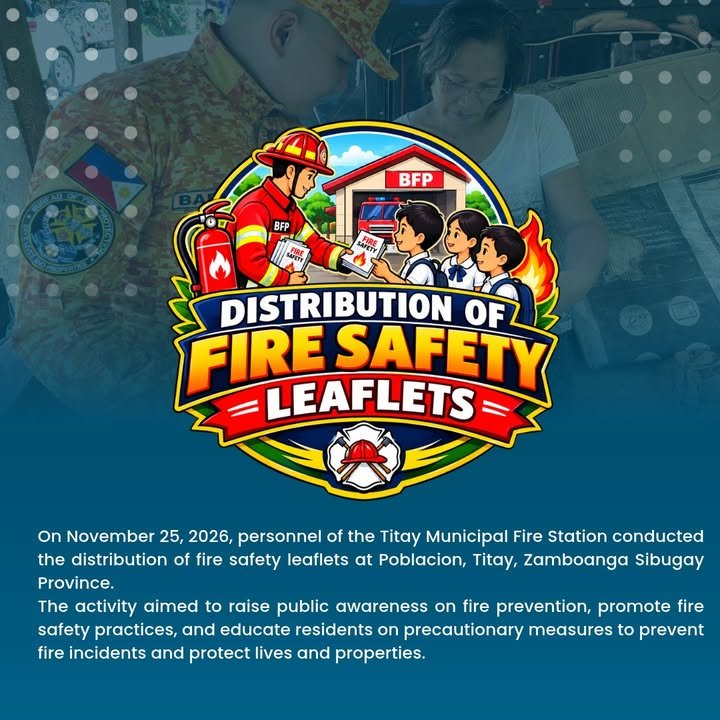 BFP
BFP
FIRE
SAFETY
FIRE
SAFETY
DISTRIBUTION OF
FIRE SAFETY
LEAFLETS
On November 25, 2026, personnel of the Titay Municipal Fire Station conducted
the distribution of fire safety leaflets at Poblacion, Titay, Zamboanga Sibugay
Province.
The activity aimed to raise public awareness on fire prevention, promote fire
safety practices, and educate residents on precautionary measures to prevent
fire incidents and protect lives and properties.